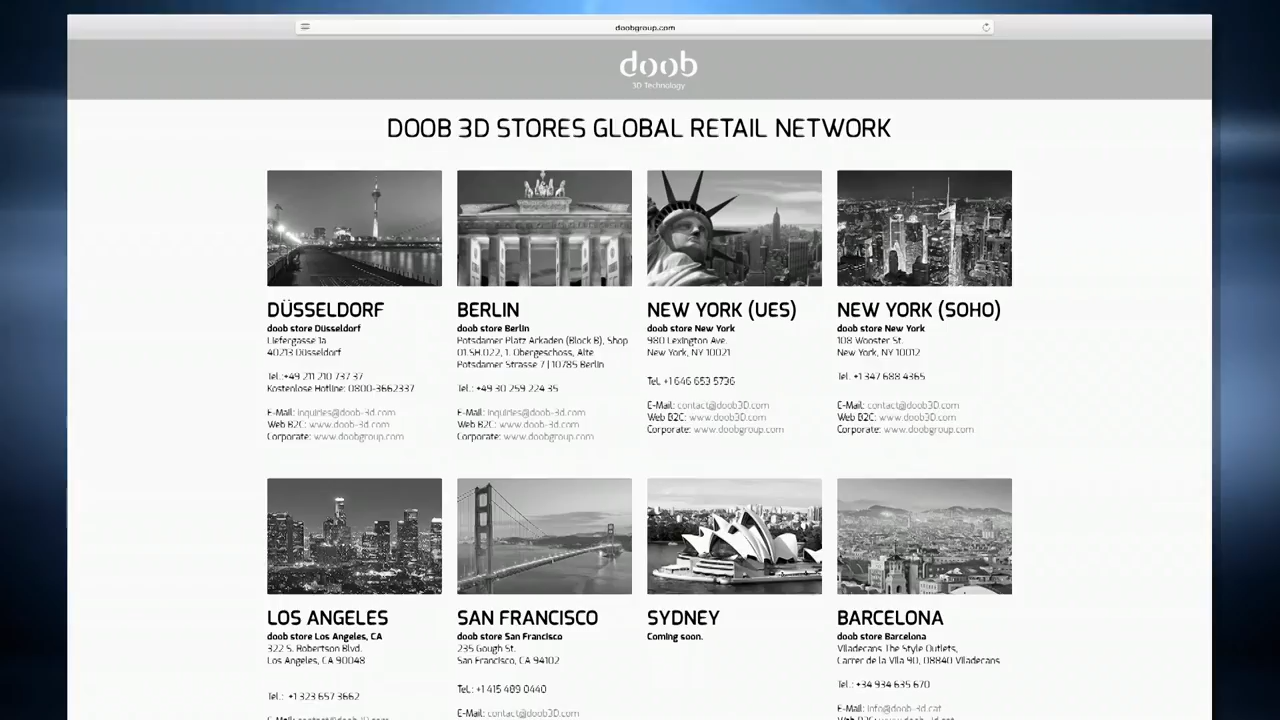 doobgroup.com
doob
3D Technology
DOOB 3D STORES GLOBAL RETAIL NETWORK
DÜSSELDORF
doob store Düsseldorf
Liefergasse 1a
40213 Düsseldorf
Tel.:+49 211 210 737 37
Kostenlose Hotline: 0800-3662337
E-Mail: inquiries@doob-3d.com
Web B2C: www.doob-3d.com
Corporate: www.doobgroup.com
BERLIN
doob store Berlin
Potsdamer Platz Arkaden (Block B), Shop
01.SH.022, 1. Obergeschoss, Alte
Potsdamer Strasse 7 | 10785 Berlin
Tel.: +49 30 259 224 35
E-Mail: inquiries@doob-3d.com
Web B2C: www.doob-3d.com
Corporate: www.doobgroup.com
NEW YORK (UES)
doob store New York
980 Lexington Ave.
New York, NY 10021
Tel. +1 646 653 5736
E-Mail: contact@doob3D.com
Web B2C: www.doob3D.com
Corporate: www.doobgroup.com
NEW YORK (SOHO)
doob store New York
108 Wooster St.
New York, NY 10012
Tel. +1 347 688 4365
E-Mail: contact@doob3D.com
Web B2C: www.doob3D.com
Corporate: www.doobgroup.com
LOS ANGELES
doob store Los Angeles, CA
322 S. Robertson Blvd.
Los Angeles, CA 90048
Tel.: +1 323 657 3662
E-Mail: contact@doob3D.com
SAN FRANCISCO
doob store San Francisco
235 Gough St.
San Francisco, CA 94102
Tel.: +1 415 489 0440
E-Mail: contact@doob3D.com
SYDNEY
Coming soon.
BARCELONA
doob store Barcelona
Viladecans The Style Outlets,
Carrer de la Vila 90, 08840 Viladecans
Tel.: +34 934 635 670
E-Mail: info@doob-3d.cat
Web B2C: www.doob-3d.cat